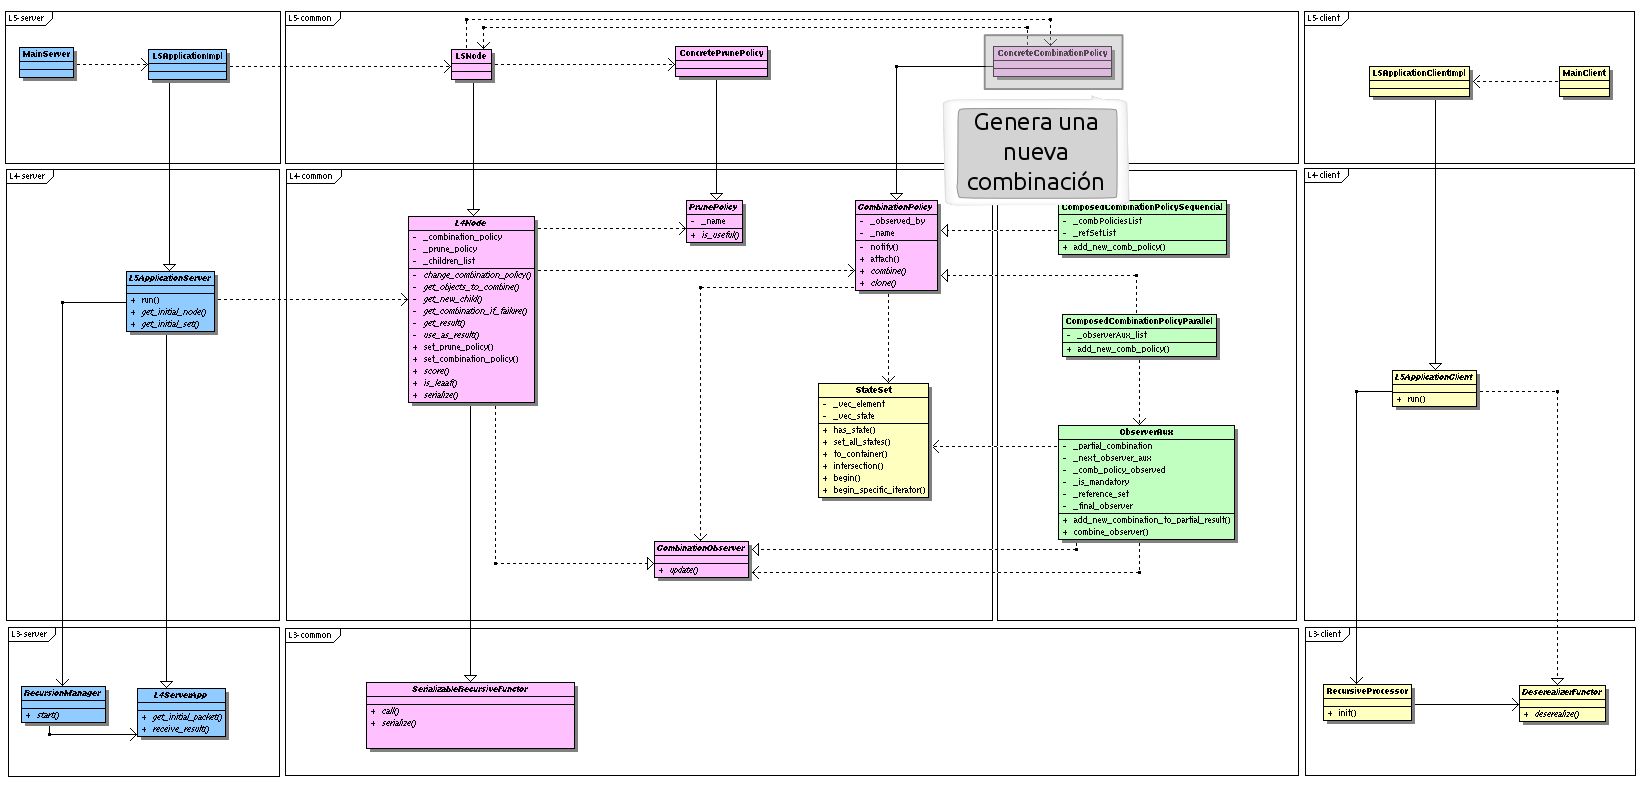 L5-server
MainServer
L5ApplicationImpl
L5-common
L5Node
ConcretePrunePolicy
ConcreteCombinationPolicy
Genera una
nueva
combinación
L5-client
L5ApplicationClientImpl
MainClient
L4-server
L5ApplicationServer
+ run()
+ get_initial_node()
+ get_initial_set()
L4-common
L4Node
- _combination_policy
- _prune_policy
- _children_list
- change_combination_policy()
- get_objects_to_combine()
- get_new_child()
- get_combination_if_failure()
- get_result()
- use_as_result()
+ set_prune_policy()
+ set_combination_policy()
+ score()
+ is_leaaf()
+ serialize()
PrunePolicy
- _name
+ is_useful()
CombinationPolicy
- _observed_by
- _name
- notify()
+ attach()
+ combine()
+ clone()
StateSet
- _vec_element
- _vec_state
+ has_state()
+ set_all_states()
+ to_container()
+ intersection()
+ begin()
+ begin_specific_iterator()
CombinationObserver
+ update()
ComposedCombinationPolicySequencial
- _combPoliciesList
- _refSetList
+ add_new_comb_policy()
ComposedCombinationPolicyParallel
- _observerAux_list
+ add_new_comb_policy()
ObserverAux
- _partial_combination
- _next_observer_aux
- _comb_policy_observed
- _is_mandatory
- _reference_set
- _final_observer
+ add_new_combination_to_partial_result()
+ combine_observer()
L4-client
L5ApplicationClient
+ run()
L3-server
RecursionManager
+ start()
L4ServerApp
+ get_initial_packet()
+ receive_result()
L3-common
SerializableRecursiveFunctor
+ call()
+ serialize()
L3-client
RecursiveProcessor
+ init()
DeserealizerFunctor
+ deserealize()